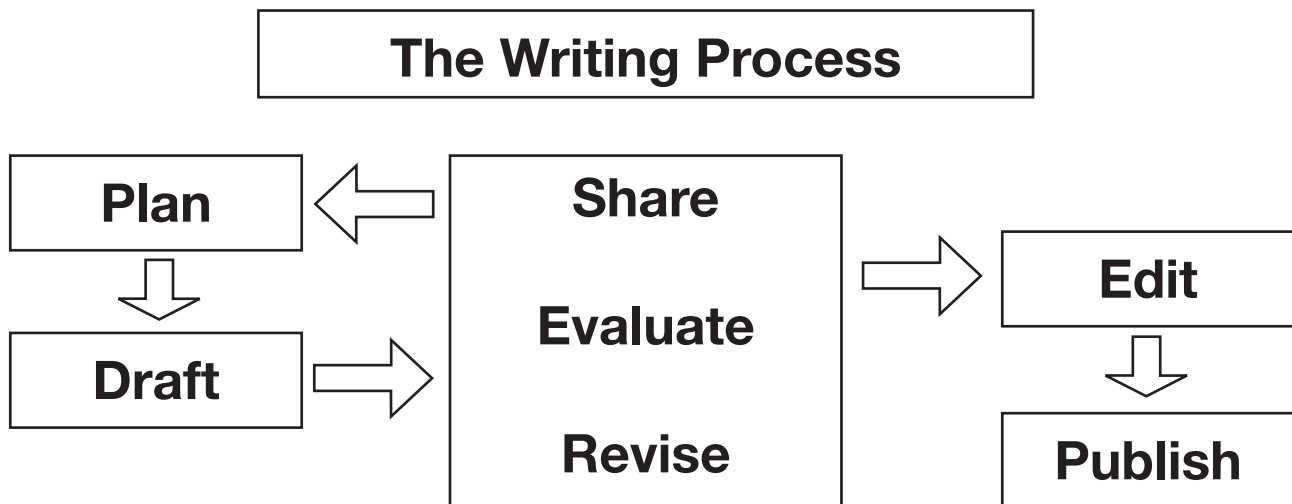 The Writing Process
Plan
Draft
Share
Evaluate
Revise
Edit
Publish